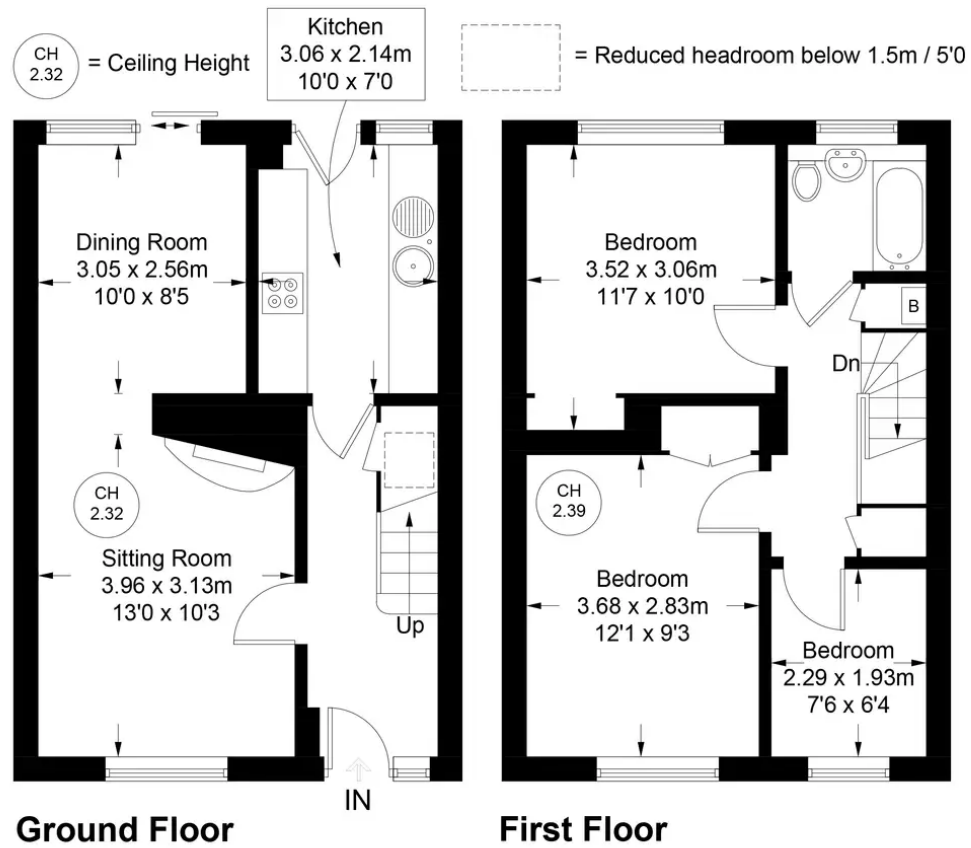 CH
2.32
= Ceiling Height
Kitchen
3.06 x 2.14m
10'0 x 7'0
= Reduced headroom below 1.5m / 5'0
Dining Room
3.05 x 2.56m
10'0 x 8'5
CH
2.32
Sitting Room
3.96 x 3.13m
13'0 x 10'3
Up
IN
Ground Floor
Bedroom
3.52 x 3.06m
11'7 x 10'0
B
Dn
CH
2.39
Bedroom
3.68 x 2.83m
12'1 x 9'3
Bedroom
2.29 x 1.93m
7'6 x 6'4
First Floor